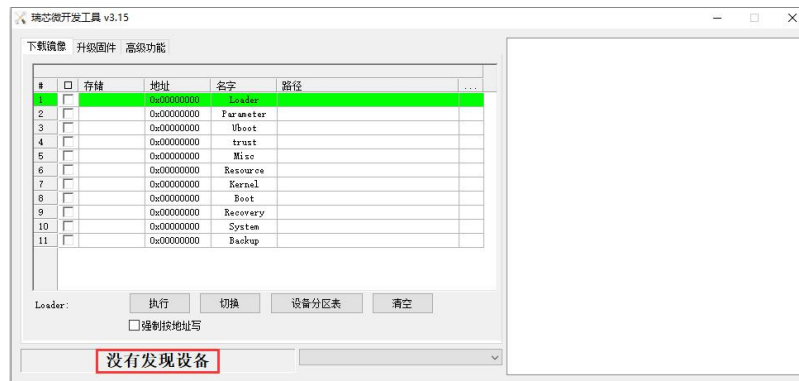 瑞芯微开发工具 v3.15
下载镜像 升级固件 高级功能
# 存储 地址 名字 路径 ...
1 0x00000000 Loader
2 0x00000000 Parameter
3 0x00000000 Uboot
4 0x00000000 trust
5 0x00000000 Misc
6 0x00000000 Resource
7 0x00000000 Kernel
8 0x00000000 Boot
9 0x00000000 Recovery
10 0x00000000 System
11 0x00000000 Backup
Loader: 执行 切换 设备分区表 清空
强制按地址写
没有发现设备